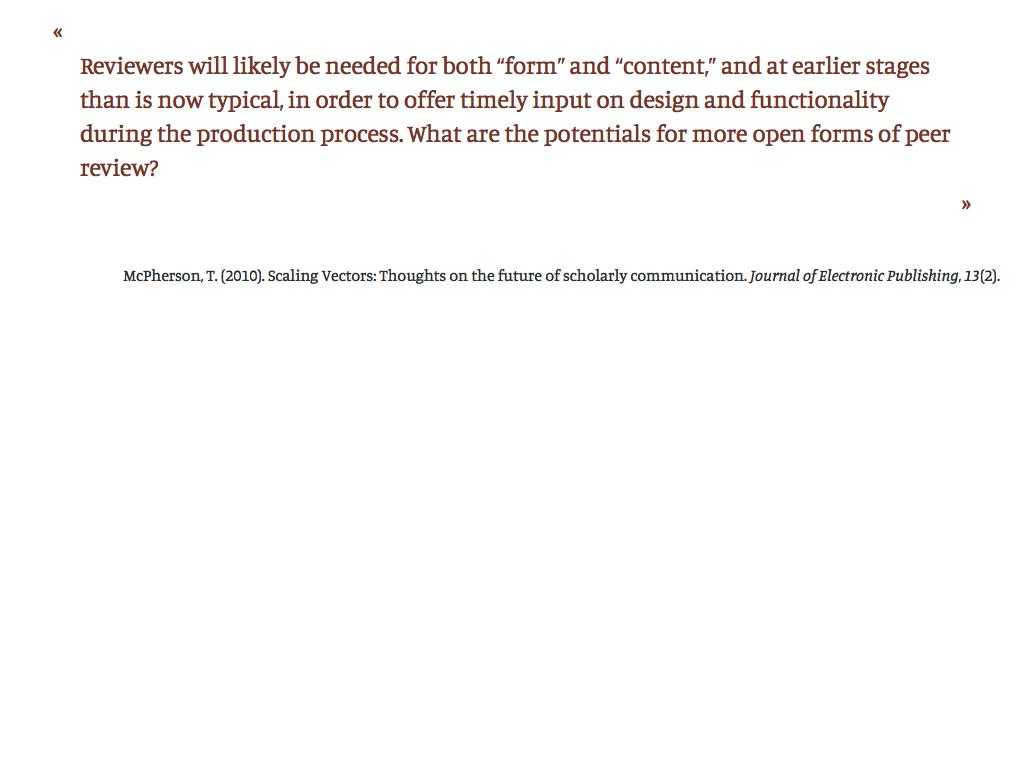 «
Reviewers will likely be needed for both “form” and “content,” and at earlier stages
than is now typical, in order to offer timely input on design and functionality
during the production process. What are the potentials for more open forms of peer
review?
»
McPherson, T. (2010). Scaling Vectors: Thoughts on the future of scholarly communication. Journal of Electronic Publishing, 13(2).